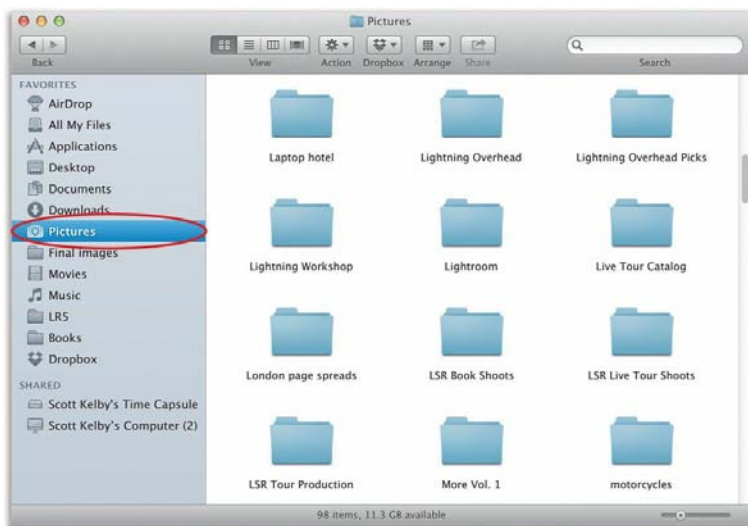 Pictures
Back
View
Action
Dropbox
Arrange
Share
Search
FAVORITES
AirDrop
All My Files
Applications
Desktop
Documents
Downloads
Pictures
Final images
Movies
Music
LR5
Books
Dropbox
SHARED
Scott Kelby's Time Capsule
Scott Kelby's Computer (2)
Laptop hotel
Lightning Overhead
Lightning Overhead Picks
Lightning Workshop
Lightroom
Live Tour Catalog
London page spreads
LSR Book Shoots
LSR Live Tour Shoots
LSR Tour Production
More Vol. 1
motorcycles
98 items, 11.3 GB available